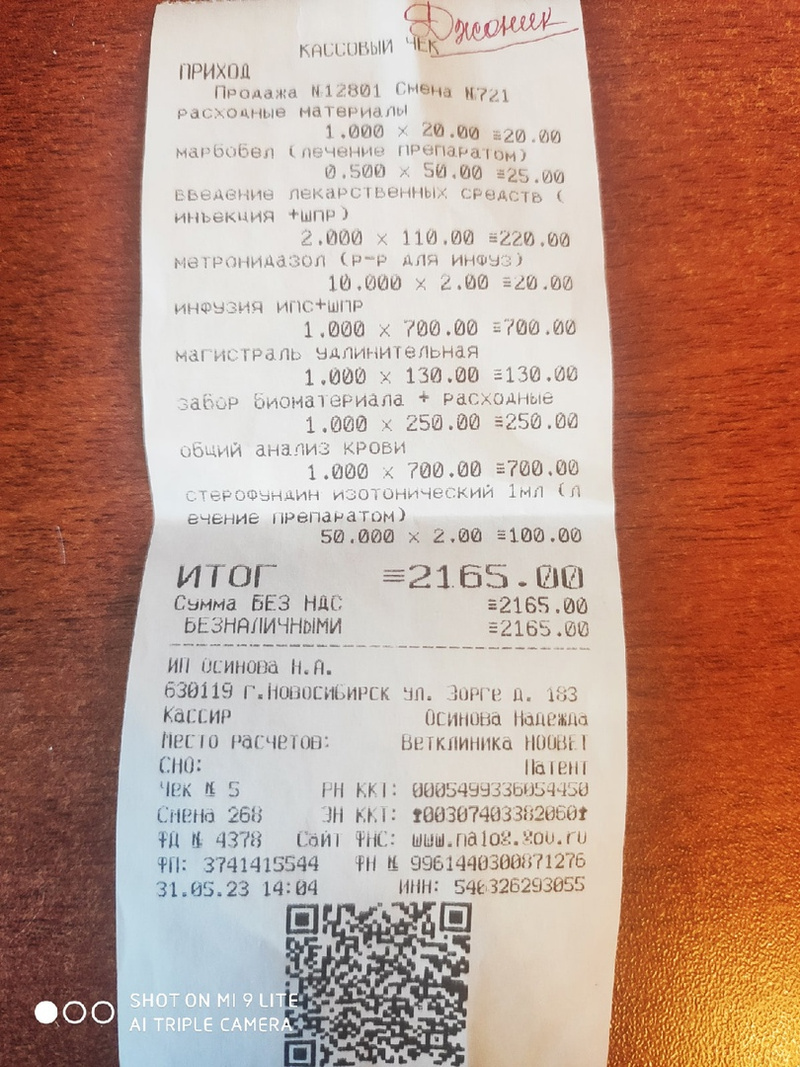 Джоник
КАССОВЫЙ ЧЕК
ПРИХОД
Продажа №12801 Смена №721
расходные материалы
1.000 × 20.00 ≡20.00
марбобел (лечение препаратом)
0.500 × 50.00 ≡25.00
введение лекарственных средств (
инъекция +шпр)
2.000 × 110.00 ≡220.00
метронидазол (р-р для инфуз)
10.000 × 2.00 ≡20.00
инфузия ипс+шпр
1.000 × 700.00 ≡700.00
магистраль удлинительная
1.000 × 130.00 ≡130.00
забор биоматериала + расходные
1.000 × 250.00 ≡250.00
общий анализ крови
1.000 × 700.00 ≡700.00
стерофундин изотонический 1мл (л
ечение препаратом)
50.000 × 2.00 ≡100.00
ИТОГ ≡2165.00
Сумма БЕЗ НДС ≡2165.00
БЕЗНАЛИЧНЫМИ ≡2165.00
ИП Осинова Н.А.
630119 г.Новосибирск ул. Зорге д. 183
Кассир Осинова Надежда
Место расчетов: Ветклиника НОВВЕТ
СНО: Патент
Чек № 5 РН ККТ: 0005499336054450
Смена 268 ЗН ККТ: 00307403382060
ФД № 4378 Сайт ФНС: www.nalog.gov.ru
ФП: 3741415544 ФН № 9961440300871276
31.05.23 14:04 ИНН: 540326293055
SHOT ON MI 9 LITE
AI TRIPLE CAMERA